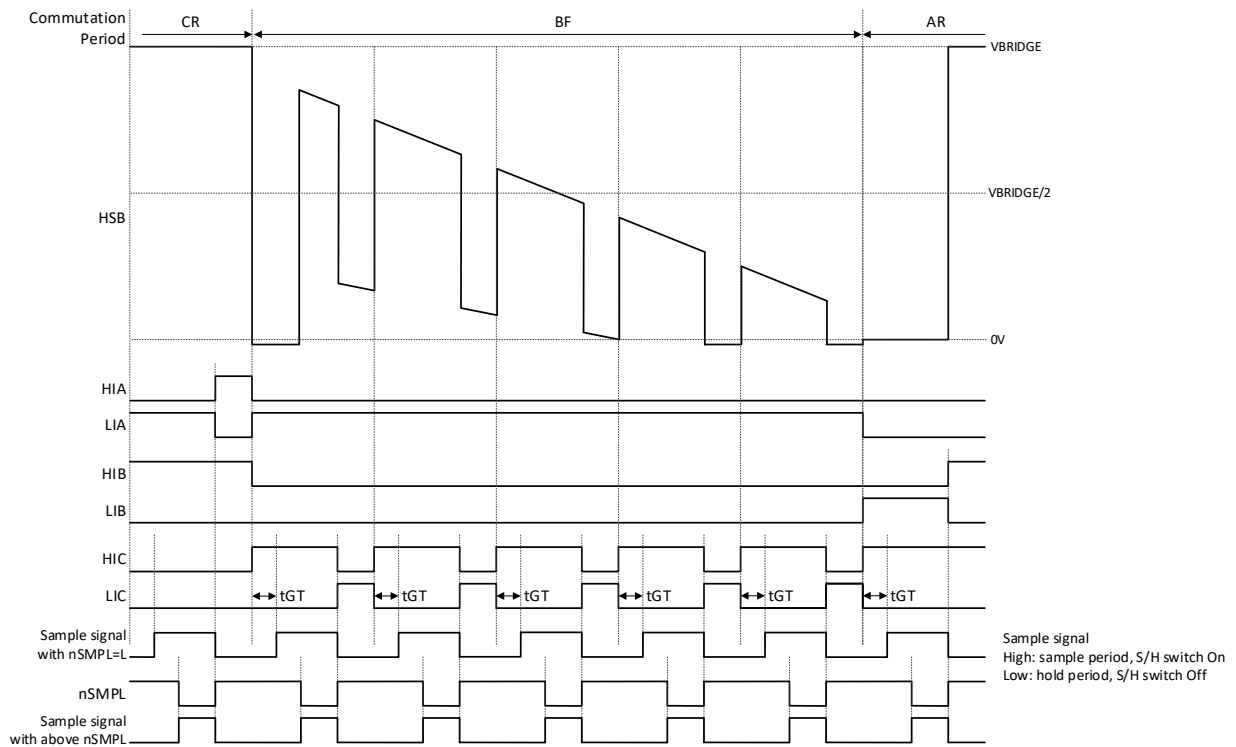 Commutation
Period
CR
BF
AR
VBRIDGE
VBRIDGE/2
HSB
0V
HIA
LIA
HIB
LIB
HIC
LIC
tGT
tGT
tGT
tGT
tGT
tGT
Sample signal
with nSMPL=L
Sample signal
High: sample period, S/H switch On
Low: hold period, S/H switch Off
nSMPL
Sample signal
with above nSMPL